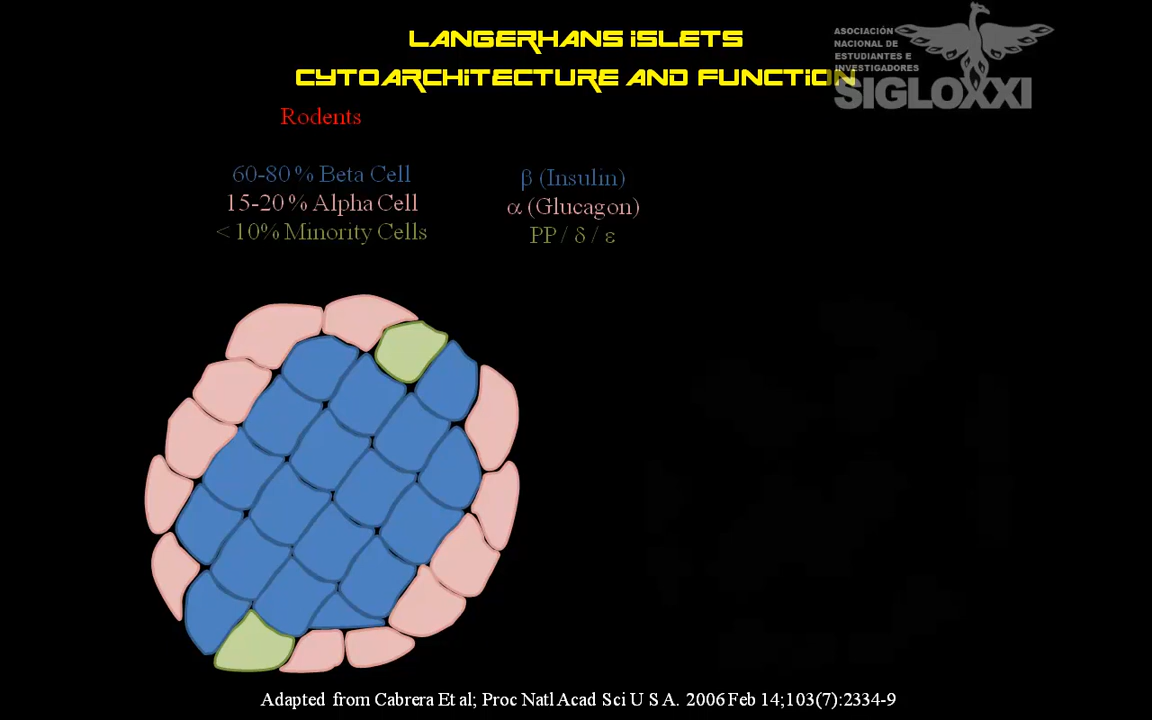 LANGERHANS ISLETS
CYTOARCHITECTURE AND FUNCTION
ASOCIACIÓN
NACIONAL DE
ESTUDIANTES E
INVESTIGADORES
SIGLOXXI
Rodents
60-80 % Beta Cell
15-20 % Alpha Cell
< 10% Minority Cells
β (Insulin)
α (Glucagon)
PP / δ / ε
Adapted from Cabrera Et al; Proc Natl Acad Sci U S A. 2006 Feb 14;103(7):2334-9